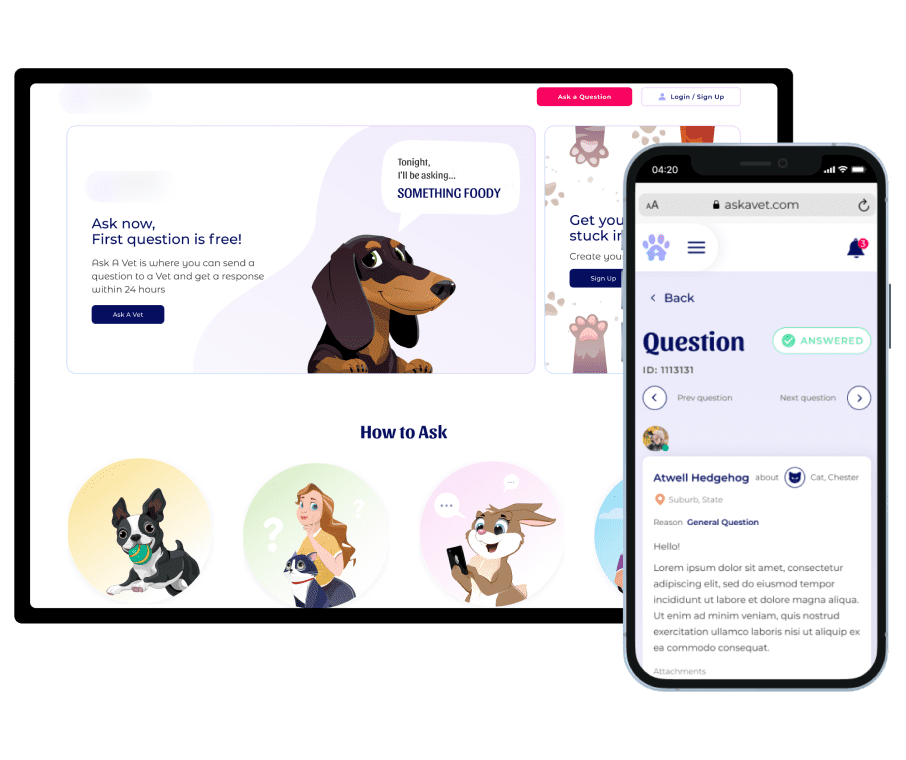 Ask a Question
Login / Sign Up
Tonight,
I'll be asking...
SOMETHING FOODY
Ask now,
First question is free!
Ask A Vet is where you can send a
question to a Vet and get a response
within 24 hours
Ask A Vet
Get you
stuck in
Create you
Sign Up
How to Ask
04:20
AA
askavet.com
3
Back
Question
ANSWERED
ID: 1113131
Prev question
Next question
Atwell Hedgehog about Cat, Chester
Suburb, State
Reason General Question
Hello!
Lorem ipsum dolor sit amet, consectetur
adipiscing elit, sed do eiusmod tempor
incididunt ut labore et dolore magna aliqua.
Ut enim ad minim veniam, quis nostrud
exercitation ullamco laboris nisi ut aliquip ex
ea commodo consequat.
Attachments